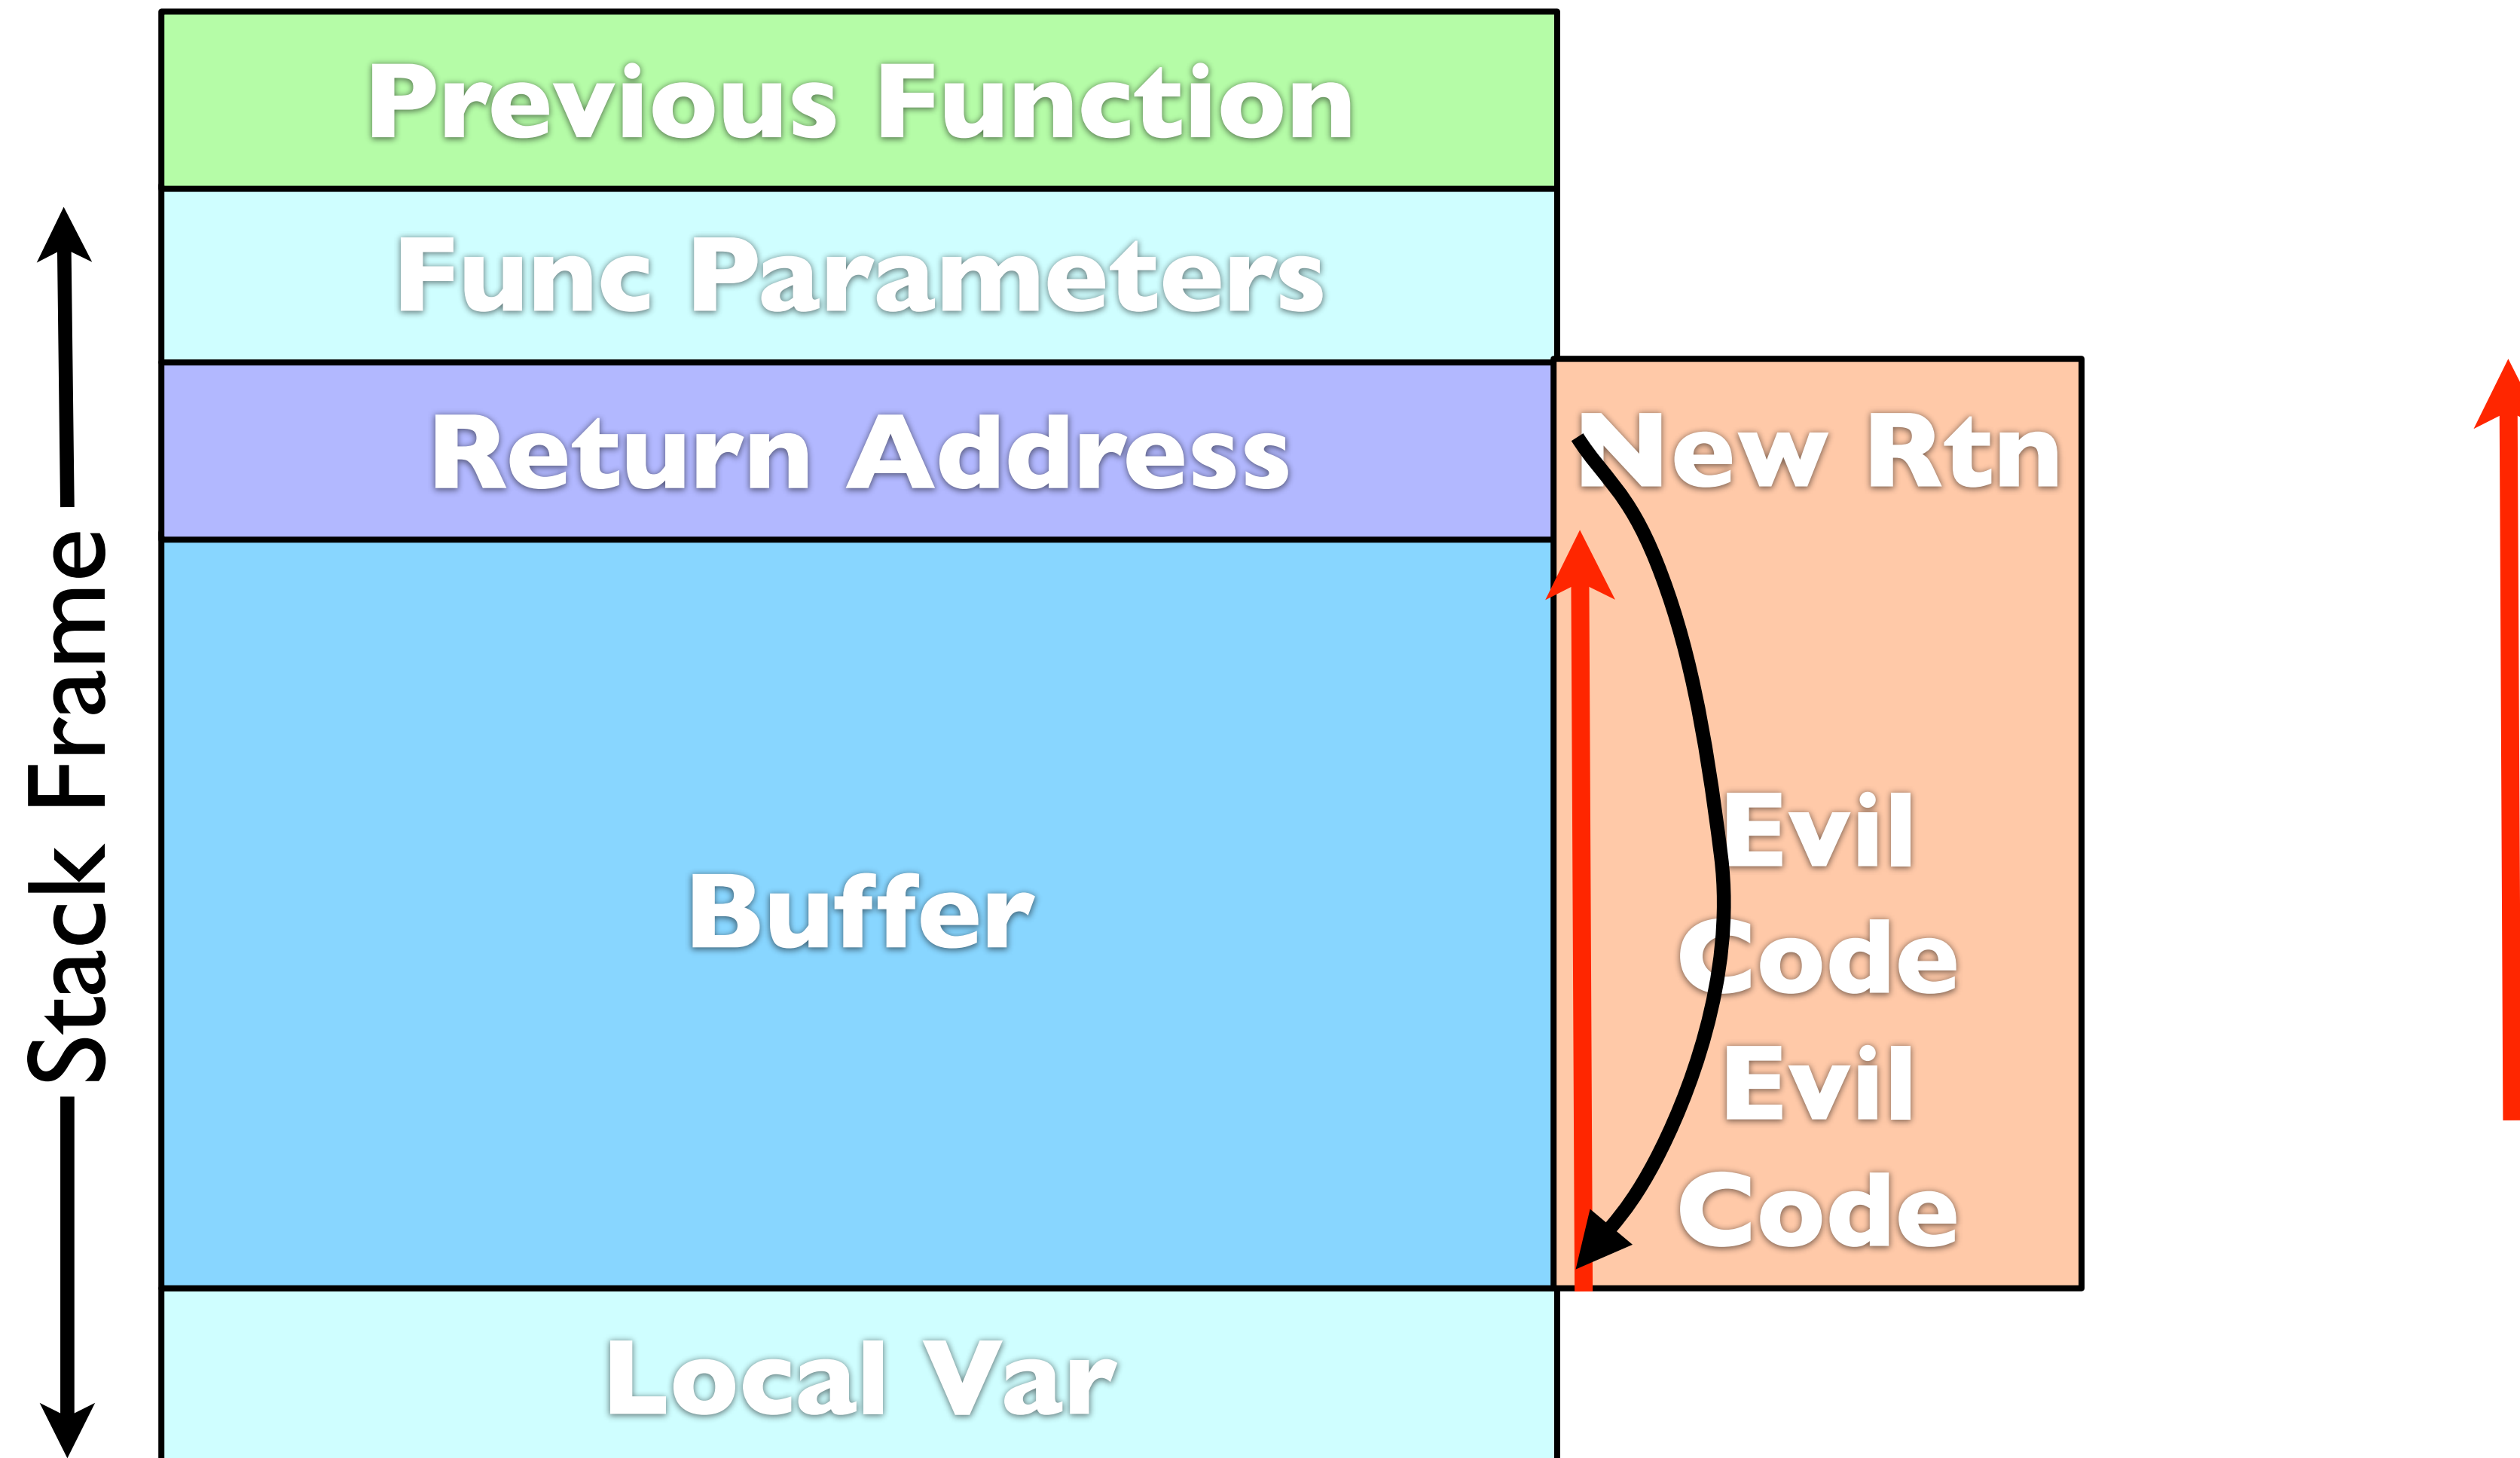 Previous Function
Func Parameters
Return Address
New Rtn
Stack Frame
Buffer
Evil
Code
Evil
Code
Local Var